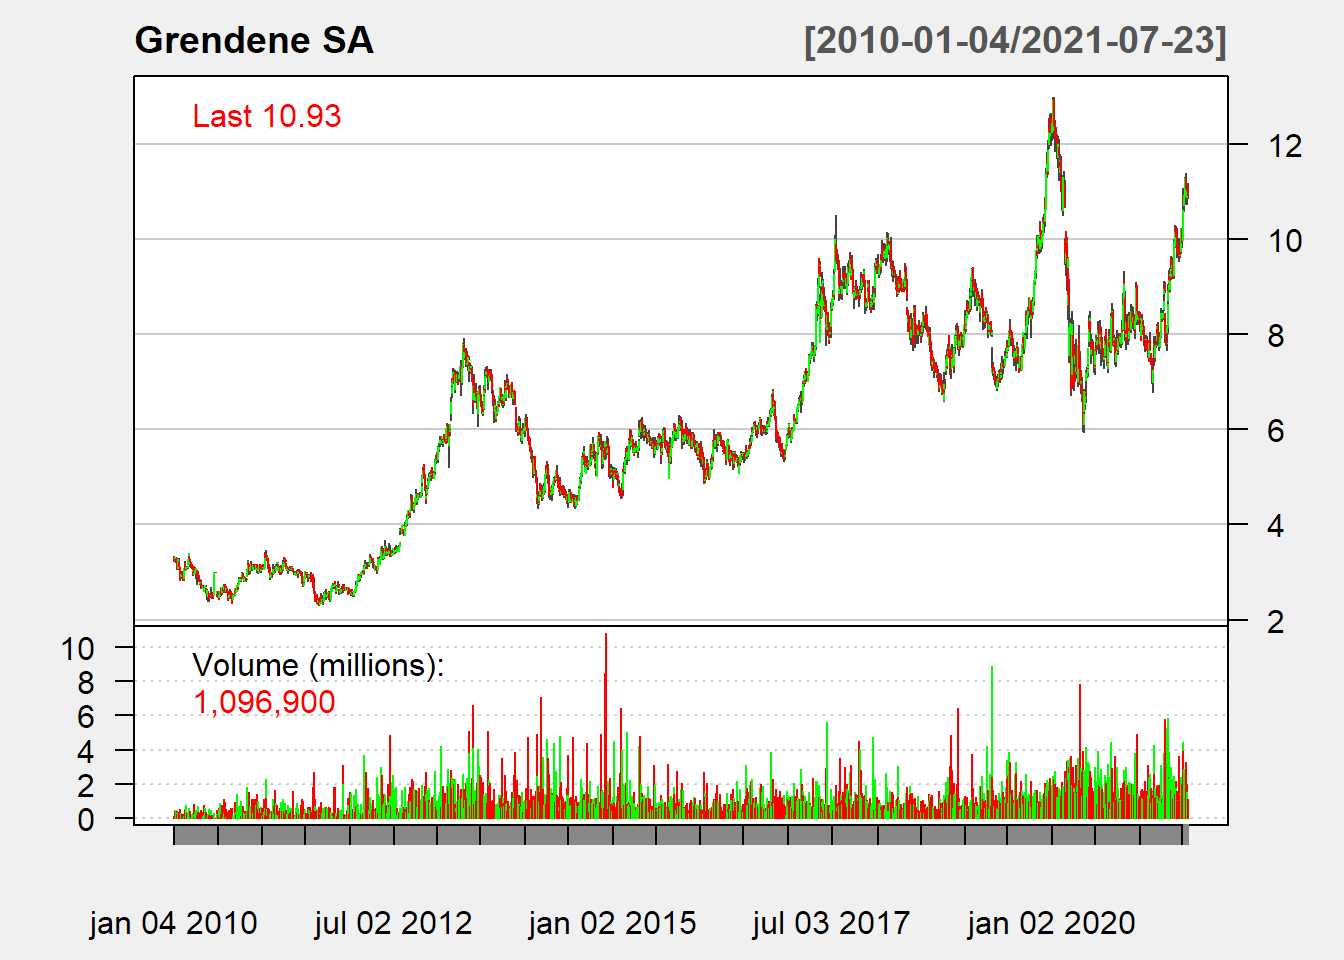 Grendene SA
[2010-01-04/2021-07-23]
Last 10.93
12
10
8
6
4
2
Volume (millions):
1,096,900
10
8
6
4
2
0
jan 04 2010
jul 02 2012
jan 02 2015
jul 03 2017
jan 02 2020